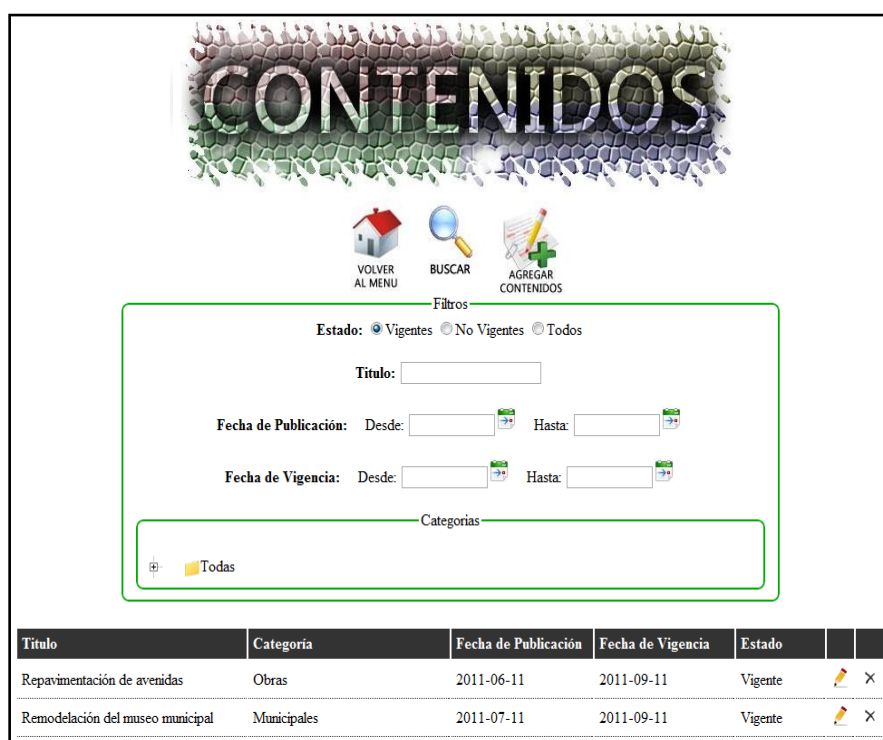 CONTENIDOS
VOLVER AL MENU
BUSCAR
AGREGAR CONTENIDOS
Filtros
Estado: Vigentes No Vigentes Todos
Titulo:
Fecha de Publicación: Desde: Hasta:
Fecha de Vigencia: Desde: Hasta:
Categorias
Todas
Titulo Categoría Fecha de Publicación Fecha de Vigencia Estado
Repavimentación de avenidas Obras 2011-06-11 2011-09-11 Vigente
Remodelación del museo municipal Municipales 2011-07-11 2011-09-11 Vigente